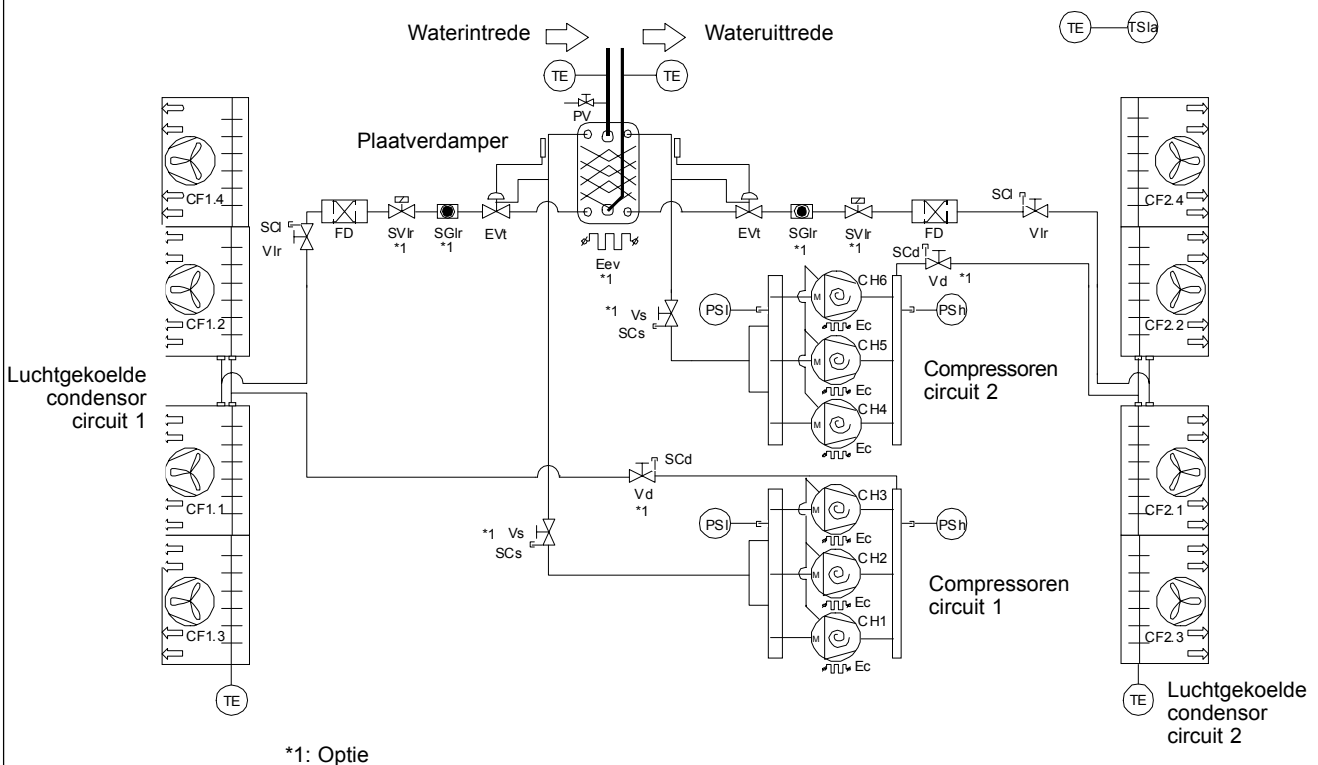 Waterintrede
Wateruittrede
TE
TSla
TE
TE
PV
Plaatverdamper
CF1.4
SCl
Vlr
FD
SVlr
*1
SGlr
*1
EVt
Eev
*1
EVt
SGlr
*1
SVlr
*1
FD
SCl
Vlr
CF2.4
CF1.2
SCd
Vd
*1
CF2.2
*1
Vs
SCs
PSl
M
CH6
Ec
PSh
M
CH5
Ec
M
CH4
Ec
Compressoren
circuit 2
Luchtgekoelde
condensor
circuit 1
CF1.1
SCd
Vd
*1
CF2.1
*1
Vs
SCs
PSl
M
CH3
Ec
PSh
M
CH2
Ec
M
CH1
Ec
Compressoren
circuit 1
CF1.3
CF2.3
TE
TE
Luchtgekoelde
condensor
circuit 2
*1: Optie